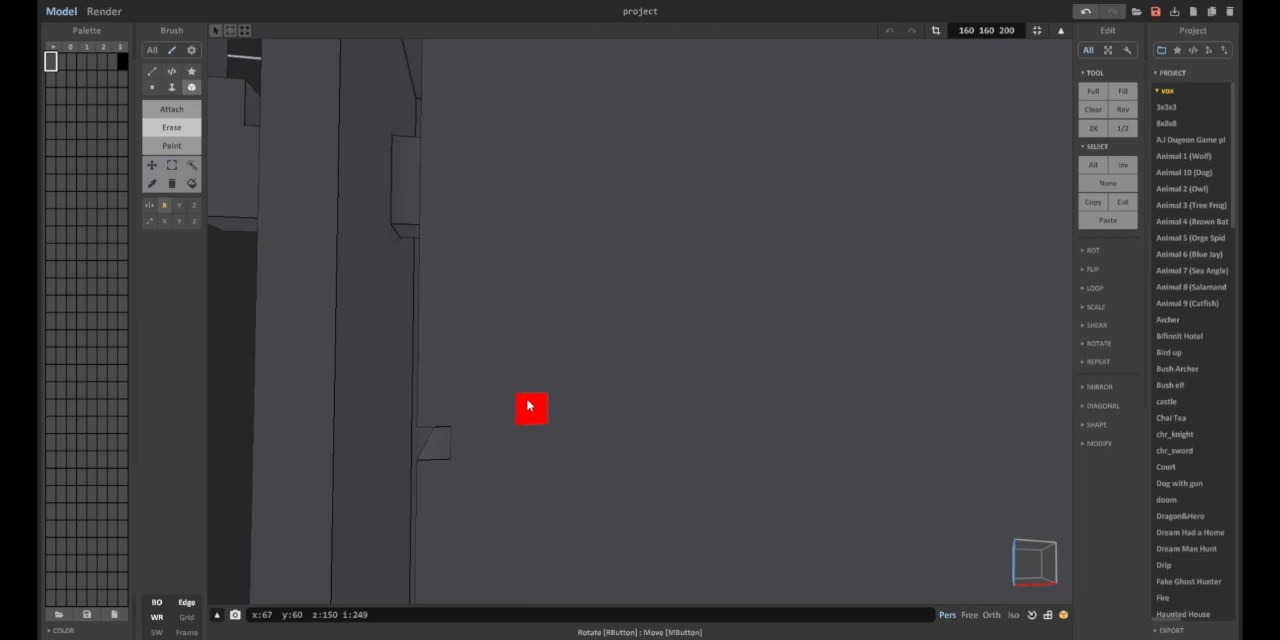 Model Render
project
Palette
0 1 2 3
COLOR
Brush
All
Attach
Erase
Paint
X Y Z
X Y Z
BO Edge
WR Grid
SW Frame
160 160 200
x:67 y:60 z:150 i:249
Pers Free Orth Iso
Rotate [RButton] : Move [MButton]
Edit
All
TOOL
Full Fill
Clear Rev
2X 1/2
SELECT
All Inv
None
Copy Cut
Paste
ROT
FLIP
LOOP
SCALE
SHEAR
ROTATE
REPEAT
MIRROR
DIAGONAL
SHAPE
MODIFY
Project
PROJECT
vox
3x3x3
8x8x8
A.I Dugeon Game pl
Animal 1 (Wolf)
Animal 10 (Dog)
Animal 2 (Owl)
Animal 3 (Tree Frog)
Animal 4 (Browe Bat
Animal 5 (Orge Spid
Animal 6 (Blue Jay)
Animal 7 (Sea Angle)
Animal 8 (Salamand
Animal 9 (Catfish)
Archer
Bifinnit Hotel
Bird up
Bush Archer
Bush elf
castle
Chai Tea
chr_knight
chr_sword
Court
Dog with gun
doom
Dragon&Hero
Dream Had a Home
Dream Man Hunt
Drip
Fake Ghost Hunter
Fire
Haunted House
EXPORT